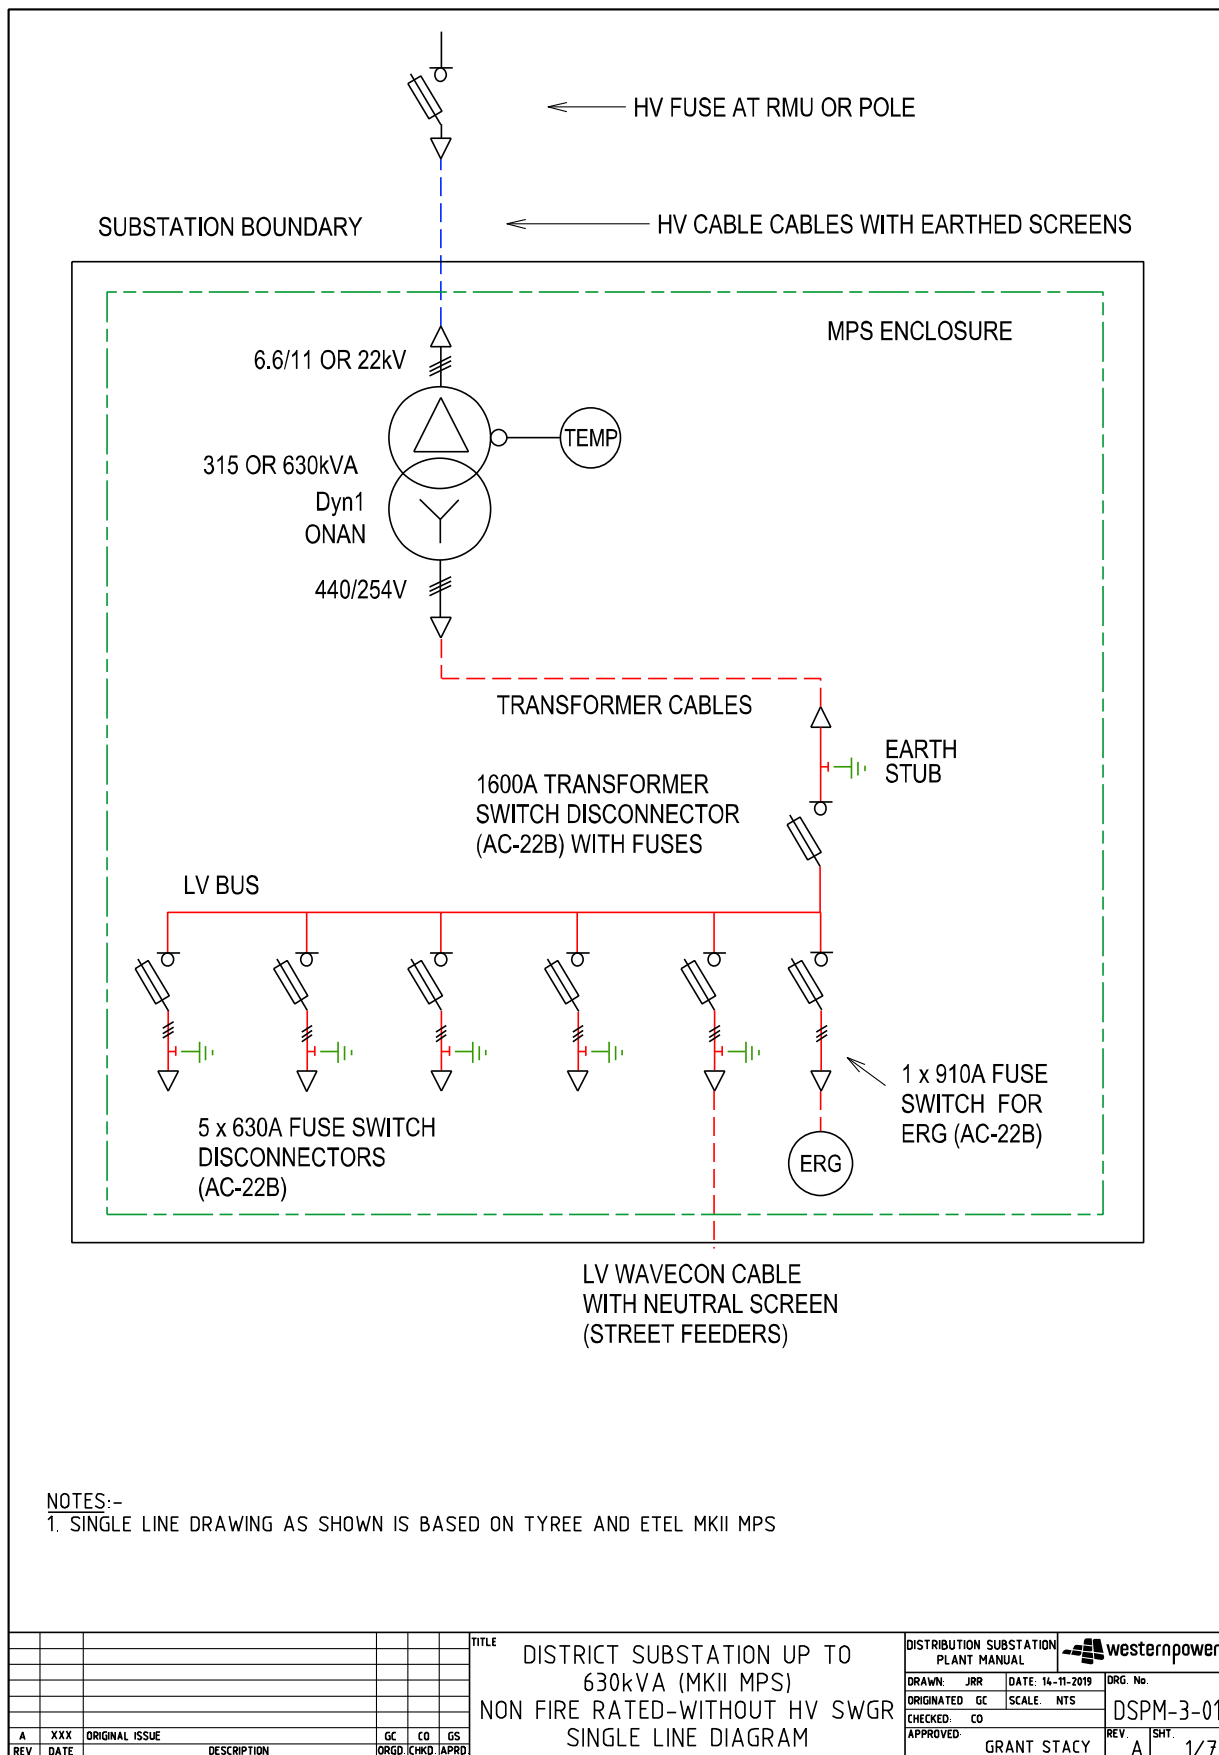 HV FUSE AT RMU OR POLE
SUBSTATION BOUNDARY
HV CABLE CABLES WITH EARTHED SCREENS
MPS ENCLOSURE
6.6/11 OR 22kV
TEMP
315 OR 630kVA
Dyn1
ONAN
440/254V
TRANSFORMER CABLES
EARTH
STUB
1600A TRANSFORMER
SWITCH DISCONNECTOR
(AC-22B) WITH FUSES
LV BUS
1 x 910A FUSE
SWITCH FOR
ERG (AC-22B)
5 x 630A FUSE SWITCH
DISCONNECTORS
(AC-22B)
ERG
LV WAVECON CABLE
WITH NEUTRAL SCREEN
(STREET FEEDERS)
NOTES:-
1. SINGLE LINE DRAWING AS SHOWN IS BASED ON TYREE AND ETEL MKII MPS
A XXX ORIGINAL ISSUE GC CO GS
REV DATE DESCRIPTION ORGD. CHKD. APRD.
TITLE
DISTRICT SUBSTATION UP TO
630kVA (MKII MPS)
NON FIRE RATED-WITHOUT HV SWGR
SINGLE LINE DIAGRAM
DISTRIBUTION SUBSTATION
PLANT MANUAL
westernpower
DRAWN: JRR DATE: 14-11-2019
ORIGINATED GC SCALE. NTS
CHECKED: CO
APPROVED: GRANT STACY
DRG. No.
DSPM-3-01
REV. A SHT. 1/7